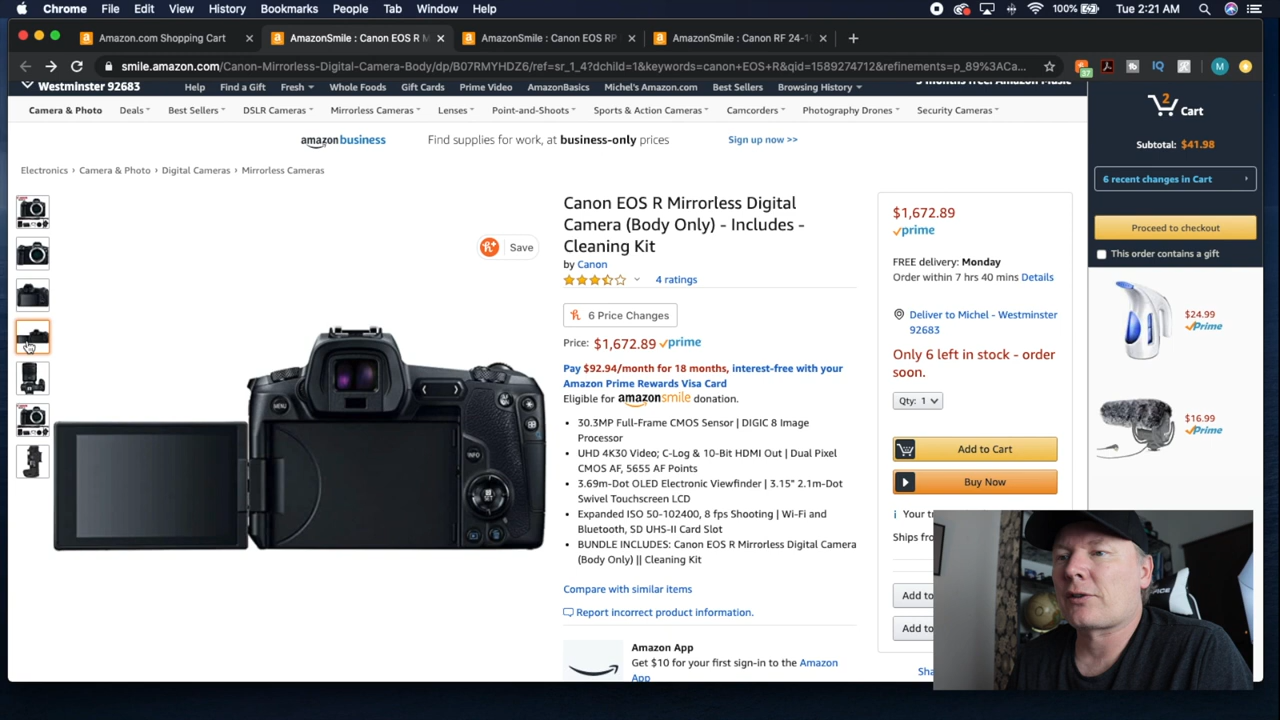 Chrome File Edit View History Bookmarks People Tab Window Help 100% Tue 2:21 AM
Amazon.com Shopping Cart × AmazonSmile : Canon EOS R M × AmazonSmile : Canon EOS RP × AmazonSmile : Canon RF 24-1 × +
smile.amazon.com/Canon-Mirrorless-Digital-Camera-Body/dp/B07RMYHDZ6/ref=sr_1_4?dchild=1&keywords=canon+EOS+R&qid=1589274712&refinements=p_89%3ACa... 37 IQ M
Westminster 92683 Help Find a Gift Fresh Whole Foods Gift Cards Prime Video AmazonBasics Michel's Amazon.com Best Sellers Browsing History
Camera & Photo Deals Best Sellers DSLR Cameras Mirrorless Cameras Lenses Point-and-Shoots Sports & Action Cameras Camcorders Photography Drones Security Cameras
amazon business Find supplies for work, at business-only prices Sign up now >>
Electronics › Camera & Photo › Digital Cameras › Mirrorless Cameras
Save
Canon EOS R Mirrorless Digital
Camera (Body Only) - Includes -
Cleaning Kit
by Canon
4 ratings
6 Price Changes
Price: $1,672.89 prime
Pay $92.94/month for 18 months, interest-free with your
Amazon Prime Rewards Visa Card
Eligible for amazonsmile donation.
• 30.3MP Full-Frame CMOS Sensor | DIGIC 8 Image
Processor
• UHD 4K30 Video; C-Log & 10-Bit HDMI Out | Dual Pixel
CMOS AF, 5655 AF Points
• 3.69m-Dot OLED Electronic Viewfinder | 3.15" 2.1m-Dot
Swivel Touchscreen LCD
• Expanded ISO 50-102400, 8 fps Shooting | Wi-Fi and
Bluetooth, SD UHS-II Card Slot
• BUNDLE INCLUDES: Canon EOS R Mirrorless Digital Camera
(Body Only) || Cleaning Kit
Compare with similar items
Report incorrect product information.
Amazon App
Get $10 for your first sign-in to the Amazon
App
MENU
INFO
$1,672.89
prime
FREE delivery: Monday
Order within 7 hrs 40 mins Details
Deliver to Michel - Westminster
92683
Only 6 left in stock - order
soon.
Qty: 1
Add to Cart
Buy Now
Your tr
Ships fro
Add to
Add to
Sha
2
Cart
Subtotal: $41.98
6 recent changes in Cart
Proceed to checkout
This order contains a gift
$24.99
prime
$16.99
prime